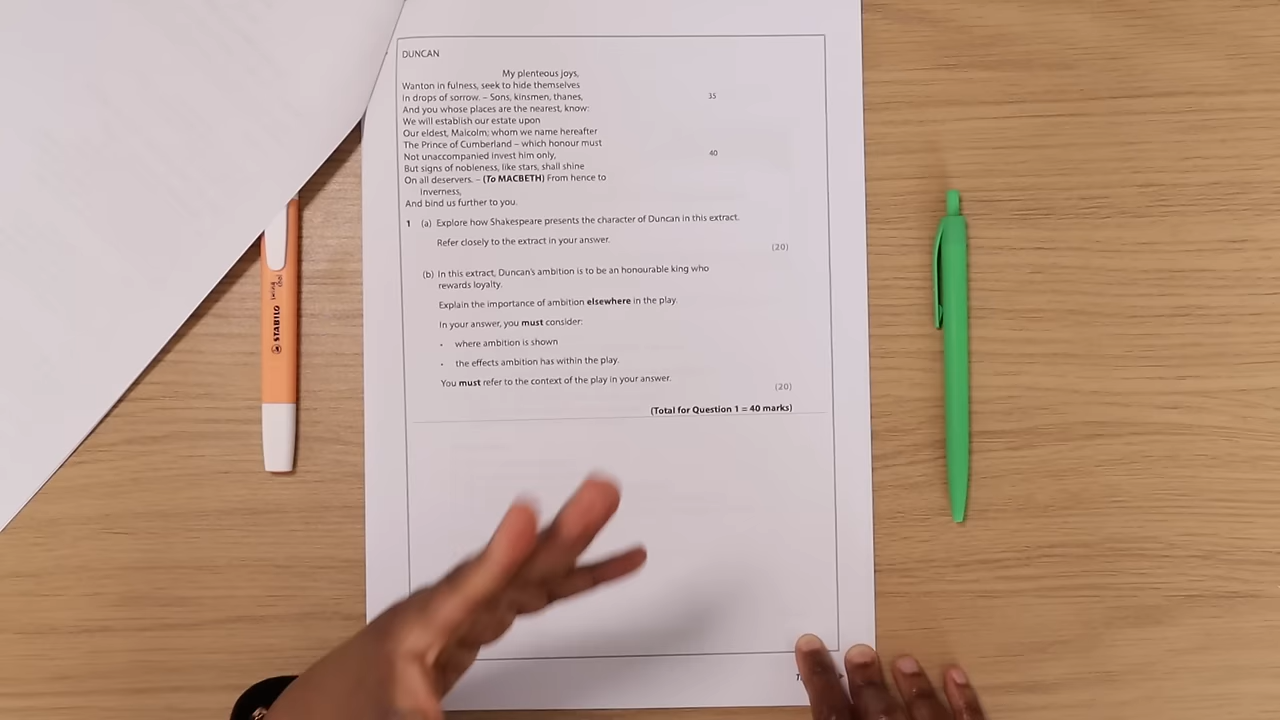 DUNCAN
My plenteous joys,
Wanton in fulness, seek to hide themselves
In drops of sorrow. – Sons, kinsmen, thanes, 35
And you whose places are the nearest, know:
We will establish our estate upon
Our eldest, Malcolm; whom we name hereafter
The Prince of Cumberland – which honour must
Not unaccompanied invest him only, 40
But signs of nobleness, like stars, shall shine
On all deservers. – (To MACBETH) From hence to
Inverness,
And bind us further to you.
1 (a) Explore how Shakespeare presents the character of Duncan in this extract.
Refer closely to the extract in your answer.
(20)
(b) In this extract, Duncan's ambition is to be an honourable king who
rewards loyalty.
Explain the importance of ambition elsewhere in the play.
In your answer, you must consider:
• where ambition is shown
• the effects ambition has within the play.
You must refer to the context of the play in your answer.
(20)
(Total for Question 1 = 40 marks)
STABILO
swing
cool